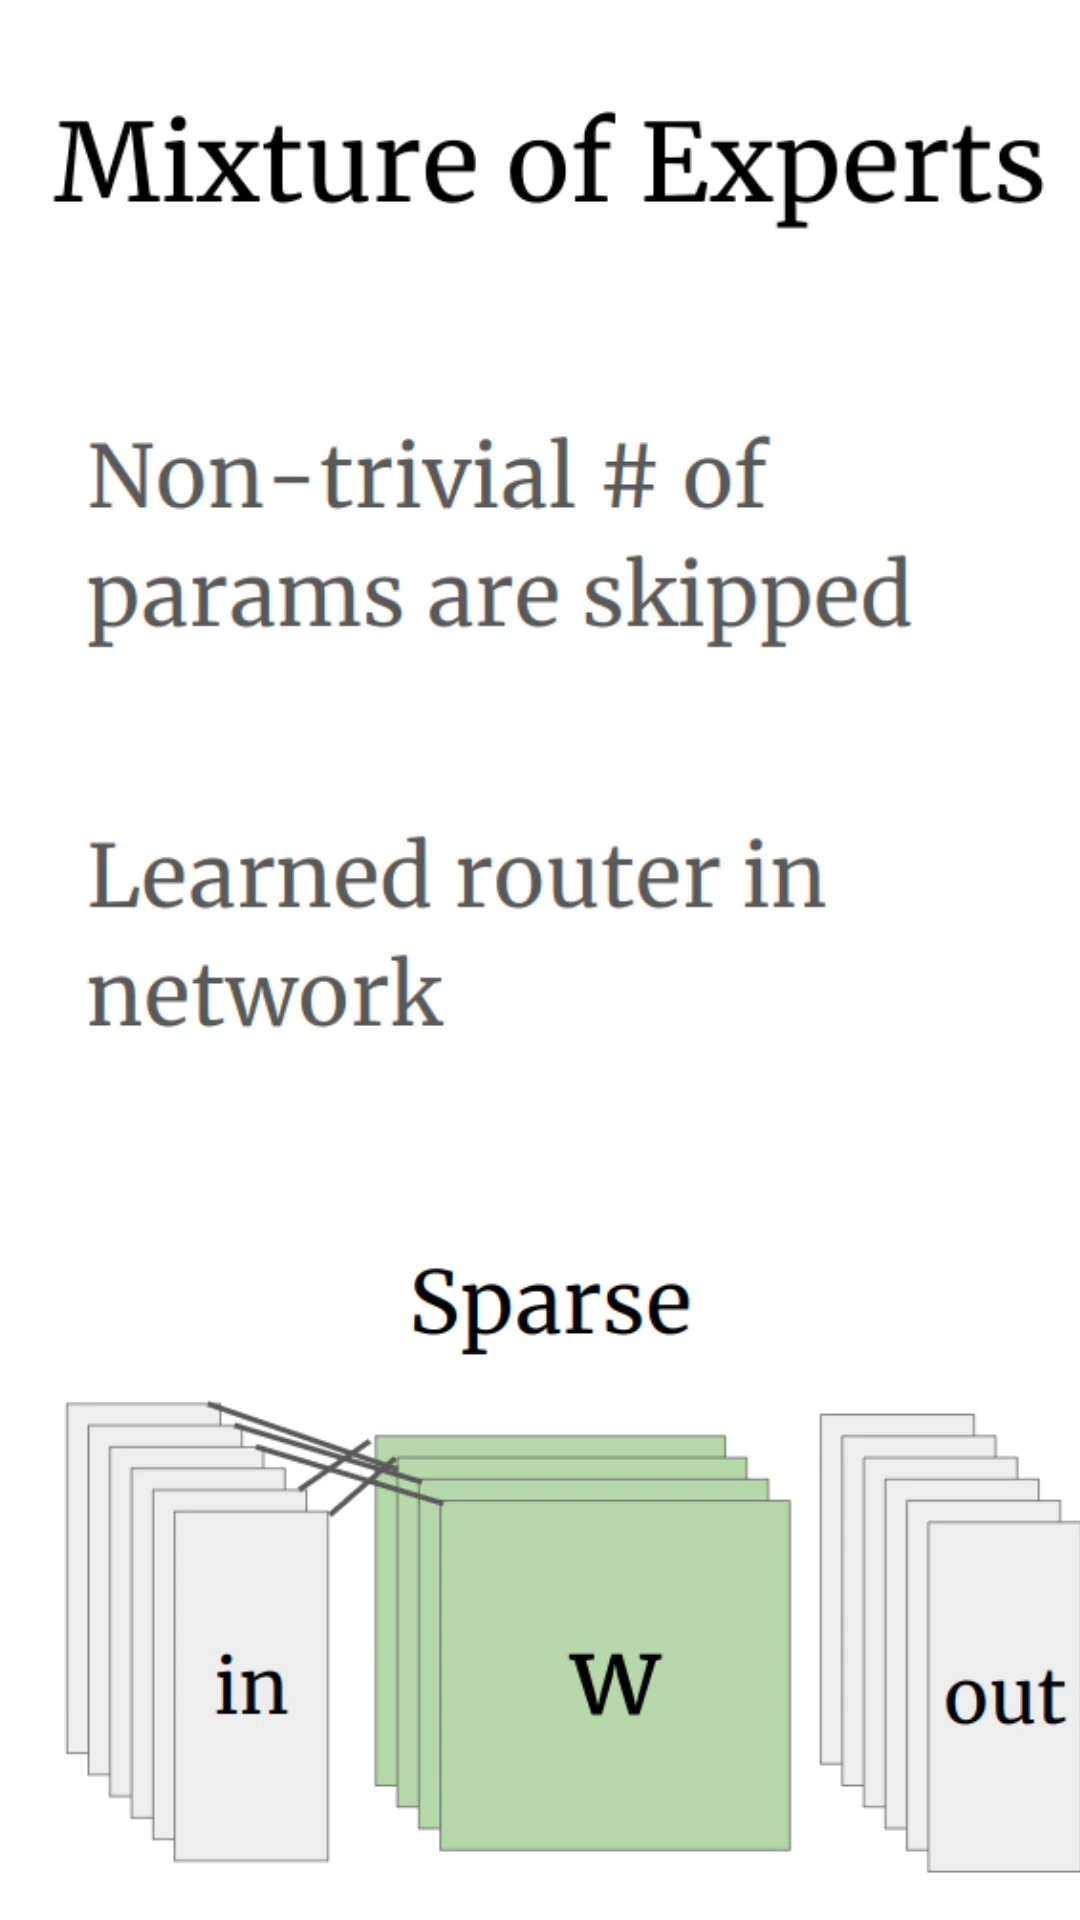 Mixture of Experts
Non-trivial # of
params are skipped
Learned router in
network
Sparse
in
w
out